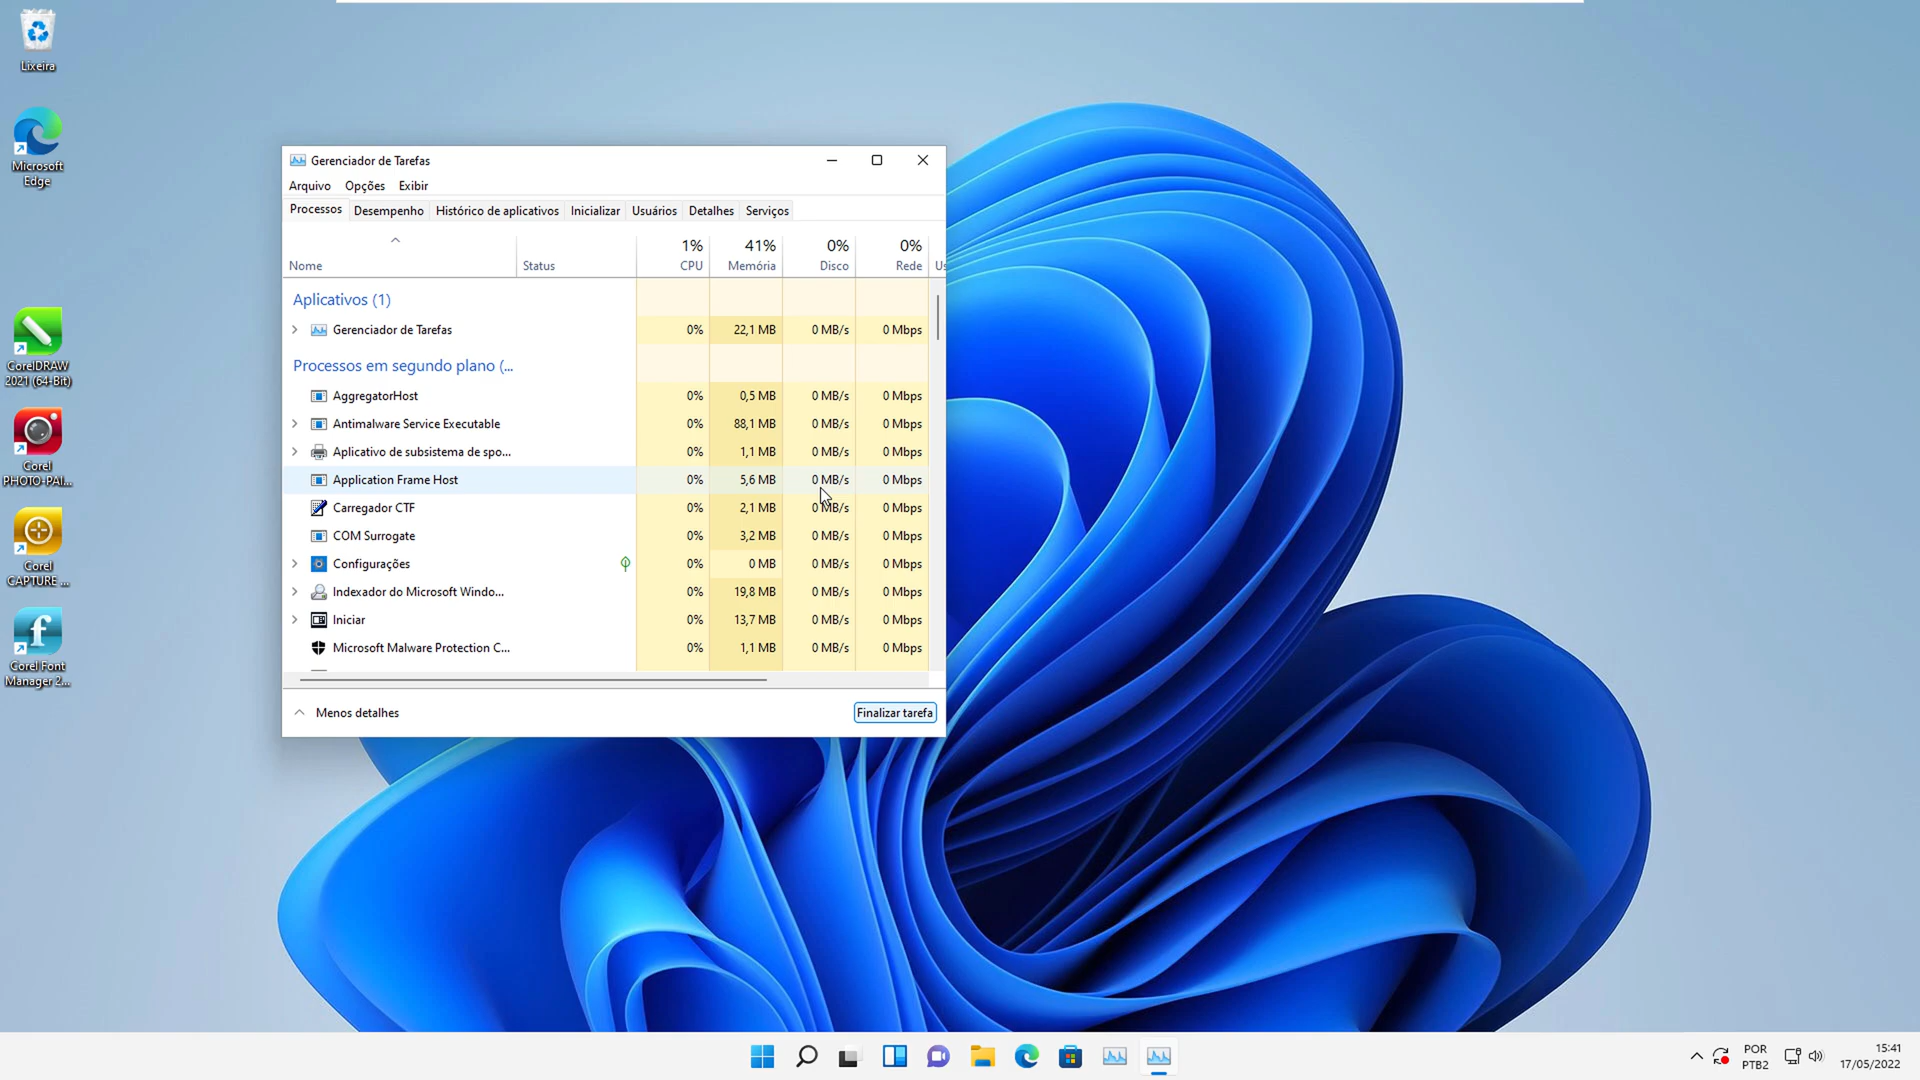 Lixeira
Microsoft
Edge
CorelDRAW
2021 (64-Bit)
Corel
PHOTO-PAI...
Corel
CAPTURE ...
Corel Font
Manager 2...
Gerenciador de Tarefas
Arquivo Opções Exibir
Processos Desempenho Histórico de aplicativos Inicializar Usuários Detalhes Serviços
1% 41% 0% 0%
Nome Status CPU Memória Disco Rede Us
Aplicativos (1)
Gerenciador de Tarefas 0% 22,1 MB 0 MB/s 0 Mbps
Processos em segundo plano (...
AggregatorHost 0% 0,5 MB 0 MB/s 0 Mbps
Antimalware Service Executable 0% 88,1 MB 0 MB/s 0 Mbps
Aplicativo de subsistema de spo... 0% 1,1 MB 0 MB/s 0 Mbps
Application Frame Host 0% 5,6 MB 0 MB/s 0 Mbps
Carregador CTF 0% 2,1 MB 0 MB/s 0 Mbps
COM Surrogate 0% 3,2 MB 0 MB/s 0 Mbps
Configurações 0% 0 MB 0 MB/s 0 Mbps
Indexador do Microsoft Windo... 0% 19,8 MB 0 MB/s 0 Mbps
Iniciar 0% 13,7 MB 0 MB/s 0 Mbps
Microsoft Malware Protection C... 0% 1,1 MB 0 MB/s 0 Mbps
Menos detalhes Finalizar tarefa
POR
PTB2
15:41
17/05/2022